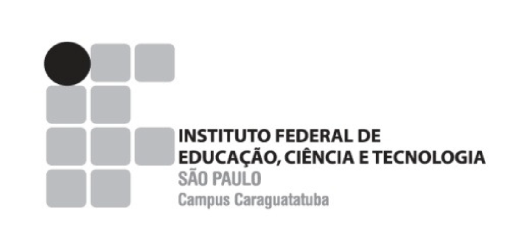 INSTITUTO FEDERAL DE
EDUCAÇÃO, CIÊNCIA E TECNOLOGIA
SÃO PAULO
Campus Caraguatatuba